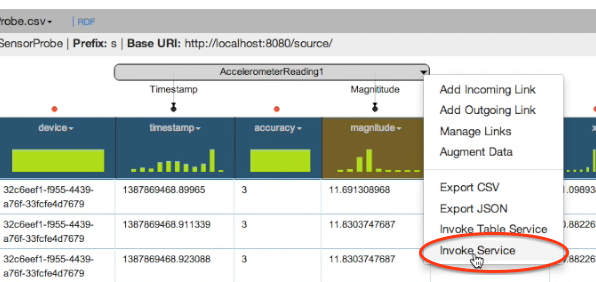 Probe.csv
RDF
SensorProbe | Prefix: s | Base URI: http://localhost:8080/source/
AccelerometerReading1
Timestamp
Magnititude
device
timestamp
accuracy
magnitude
x
32c6eef1-f955-4439-a76f-33fcfe4d7679
1387869468.89965
3
11.691308968
32c6eef1-f955-4439-a76f-33fcfe4d7679
1387869468.911339
3
11.8303747687
0.88226
32c6eef1-f955-4439-a76f-33fcfe4d7679
1387869468.923088
3
11.8303747687
0.88226
Add Incoming Link
Add Outgoing Link
Manage Links
Augment Data
Export CSV
Export JSON
Invoke Table Service
Invoke Service